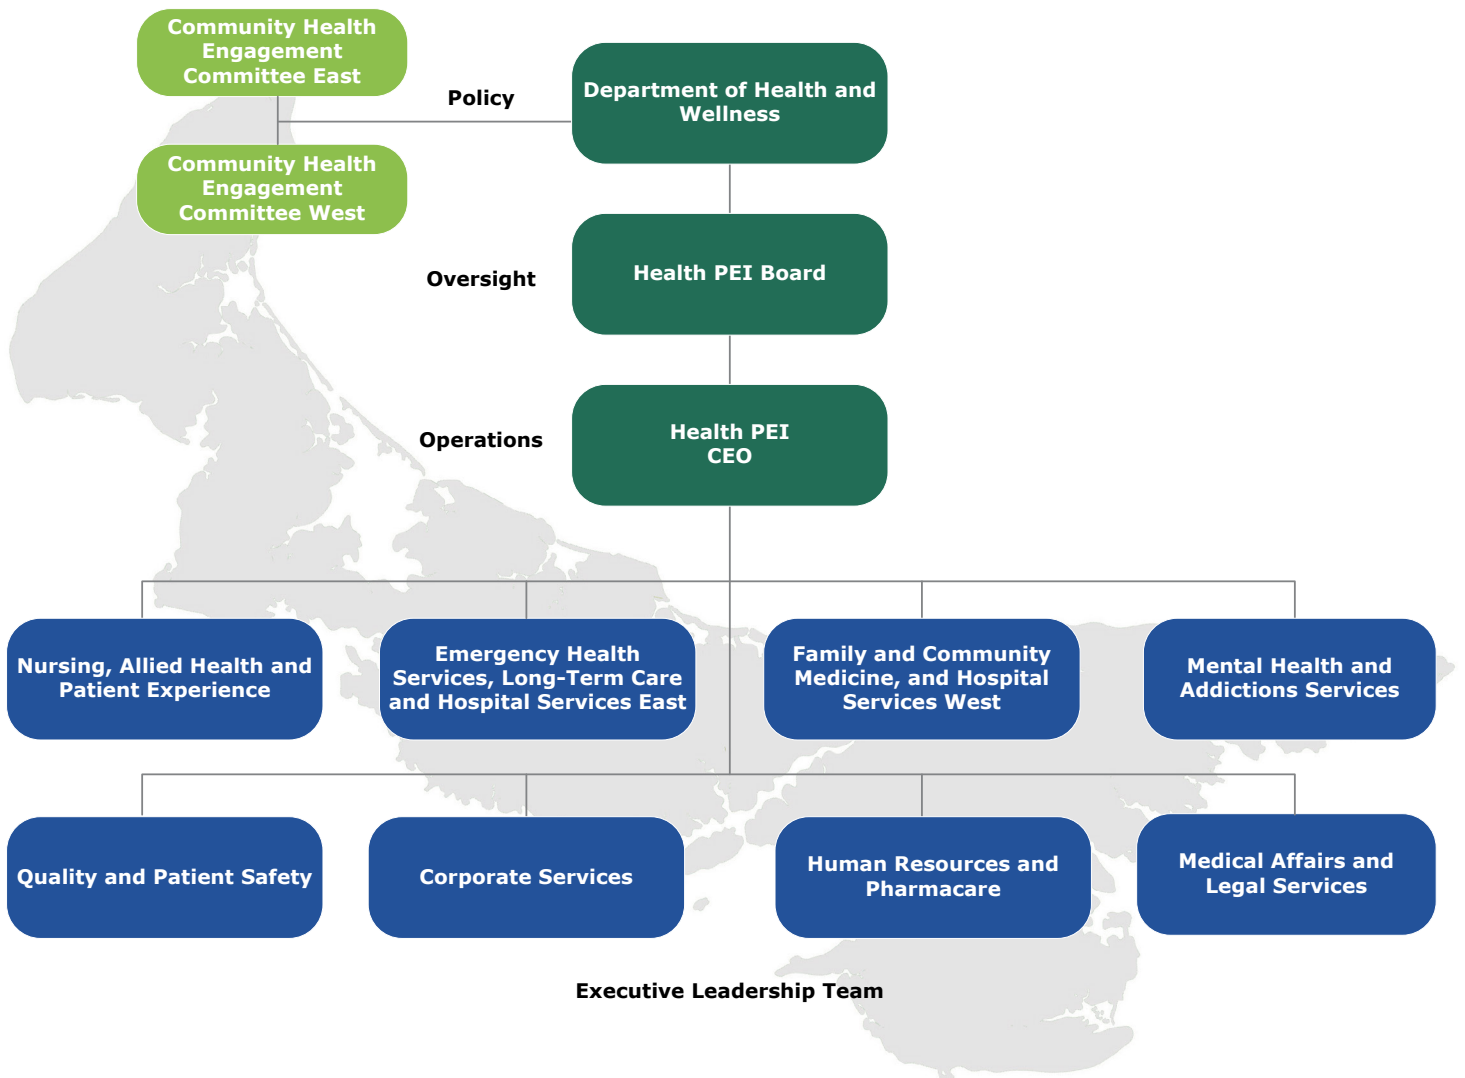 Community Health
Engagement
Committee East
Policy
Department of Health and
Wellness
Community Health
Engagement
Committee West
Oversight
Health PEI Board
Operations
Health PEI
CEO
Nursing, Allied Health and
Patient Experience
Emergency Health
Services, Long-Term Care
and Hospital Services East
Family and Community
Medicine, and Hospital
Services West
Mental Health and
Addictions Services
Quality and Patient Safety
Corporate Services
Human Resources and
Pharmacare
Medical Affairs and
Legal Services
Executive Leadership Team